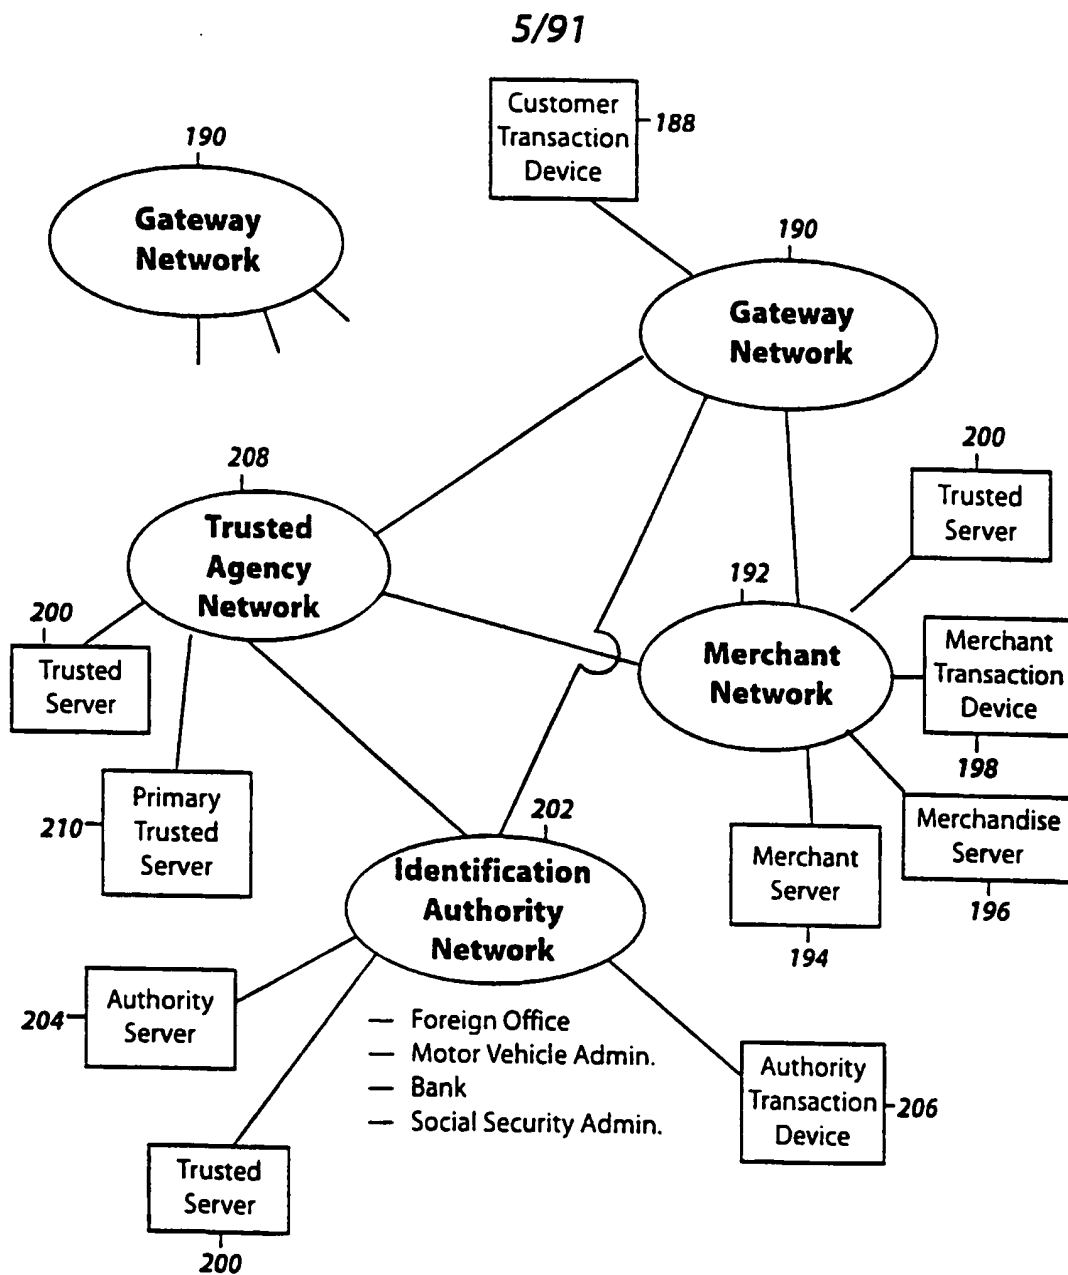 5/91
Customer
Transaction
Device
188
190
Gateway
Network
190
Gateway
Network
200
Trusted
Server
208
Trusted
Agency
Network
192
Merchant
Network
Merchant
Transaction
Device
198
200
Trusted
Server
210
Primary
Trusted
Server
Merchandise
Server
196
Merchant
Server
194
202
Identification
Authority
Network
204
Authority
Server
— Foreign Office
— Motor Vehicle Admin.
— Bank
— Social Security Admin.
Authority
Transaction
Device
206
Trusted
Server
200